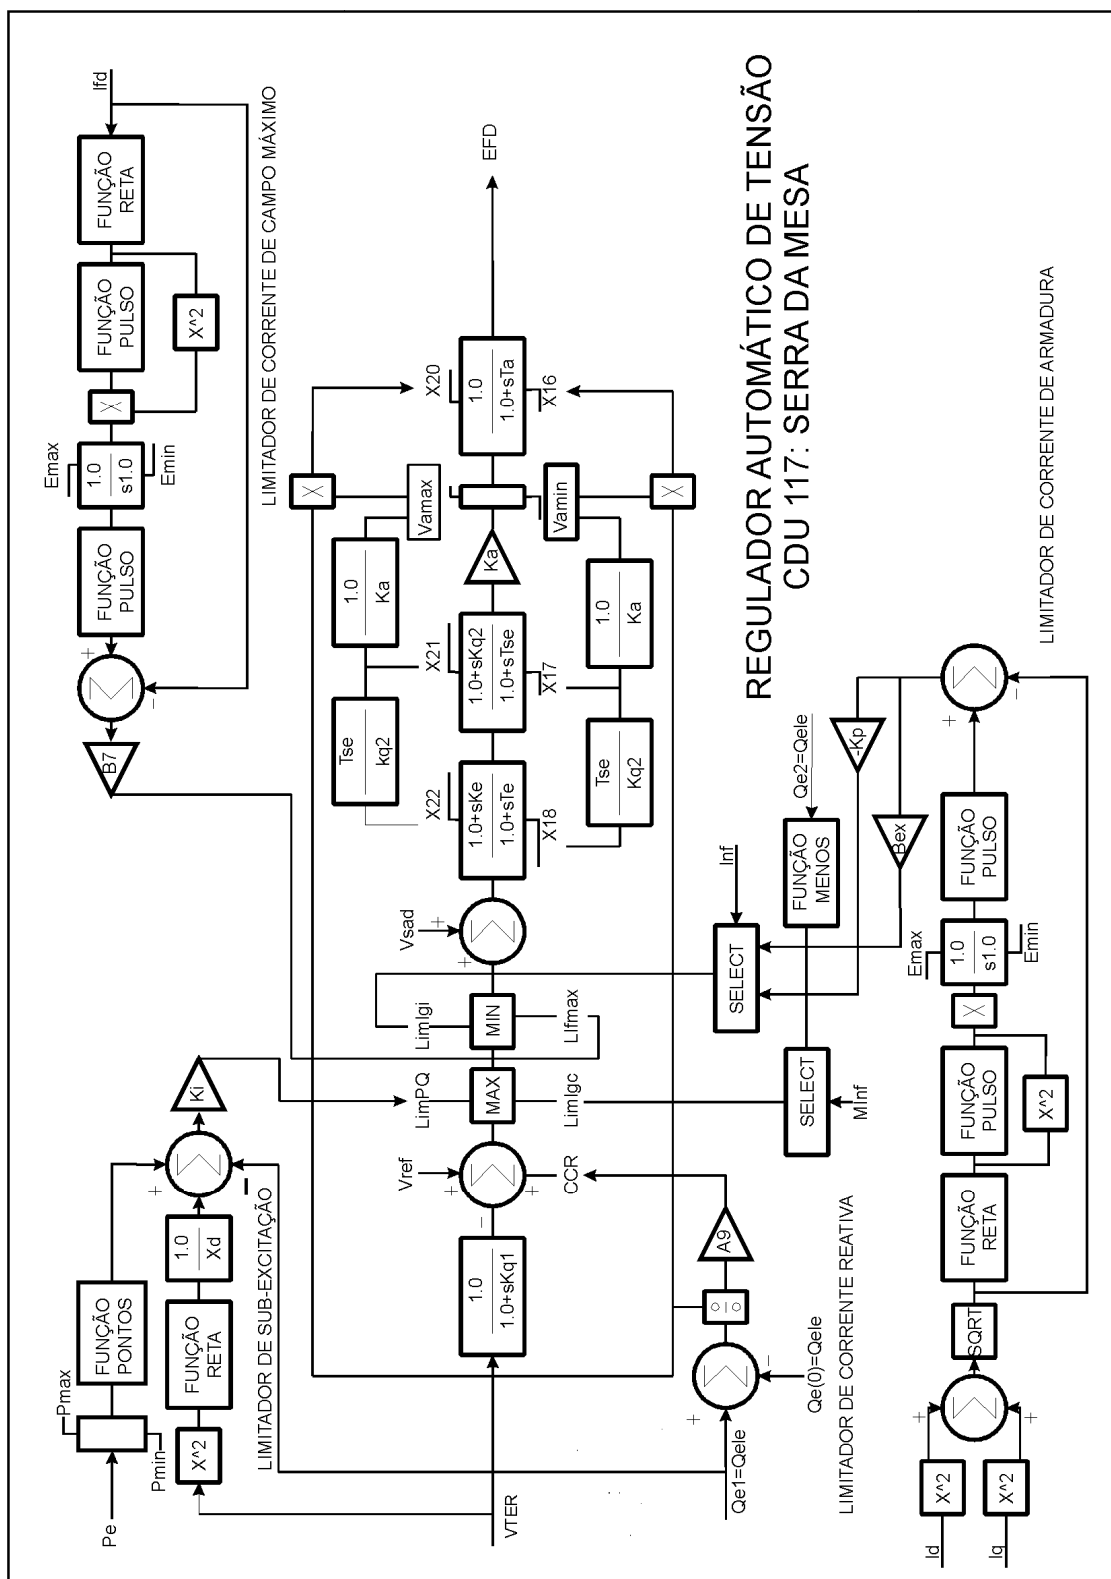 Ifd
FUNÇÃO
RETA
FUNÇÃO
PULSO
X^2
X
Emax
1.0
s1.0
Emin
FUNÇÃO
PULSO
+
Σ
-
B7
LIMITADOR DE CORRENTE DE CAMPO MÁXIMO
Pe
Pmax
Pmin
FUNÇÃO
PONTOS
X^2
FUNÇÃO
RETA
1.0
Xd
+
Σ
-
Ki
LIMITADOR DE SUB-EXCITAÇÃO
VTER
1.0
1.0+sKq1
-
Vref
+
Σ
+
CCR
LimPQ
MAX
LimIgc
LimIgi
MIN
LIfmax
Vsad
+
+
Σ
X22
1.0+sKe
1.0+sTe
X18
X21
1.0+sKq2
1.0+sTse
X17
Tse
kq2
1.0
Ka
Tse
Kq2
1.0
Ka
Ka
Vamax
Vamin
X
X
X20
1.0
1.0+sTa
X16
EFD
REGULADOR AUTOMÁTICO DE TENSÃO
CDU 117: SERRA DA MESA
Qe1=Qele
+
Σ
-
Qe(0)=Qele
÷
A9
LIMITADOR DE CORRENTE REATIVA
SELECT
MInf
SELECT
Inf
FUNÇÃO
MENOS
Qe2=Qele
-Kp
Bex
Id
X^2
Iq
X^2
+
Σ
+
SQRT
FUNÇÃO
RETA
FUNÇÃO
PULSO
X^2
X
Emax
1.0
s1.0
Emin
FUNÇÃO
PULSO
+
Σ
-
LIMITADOR DE CORRENTE DE ARMADURA